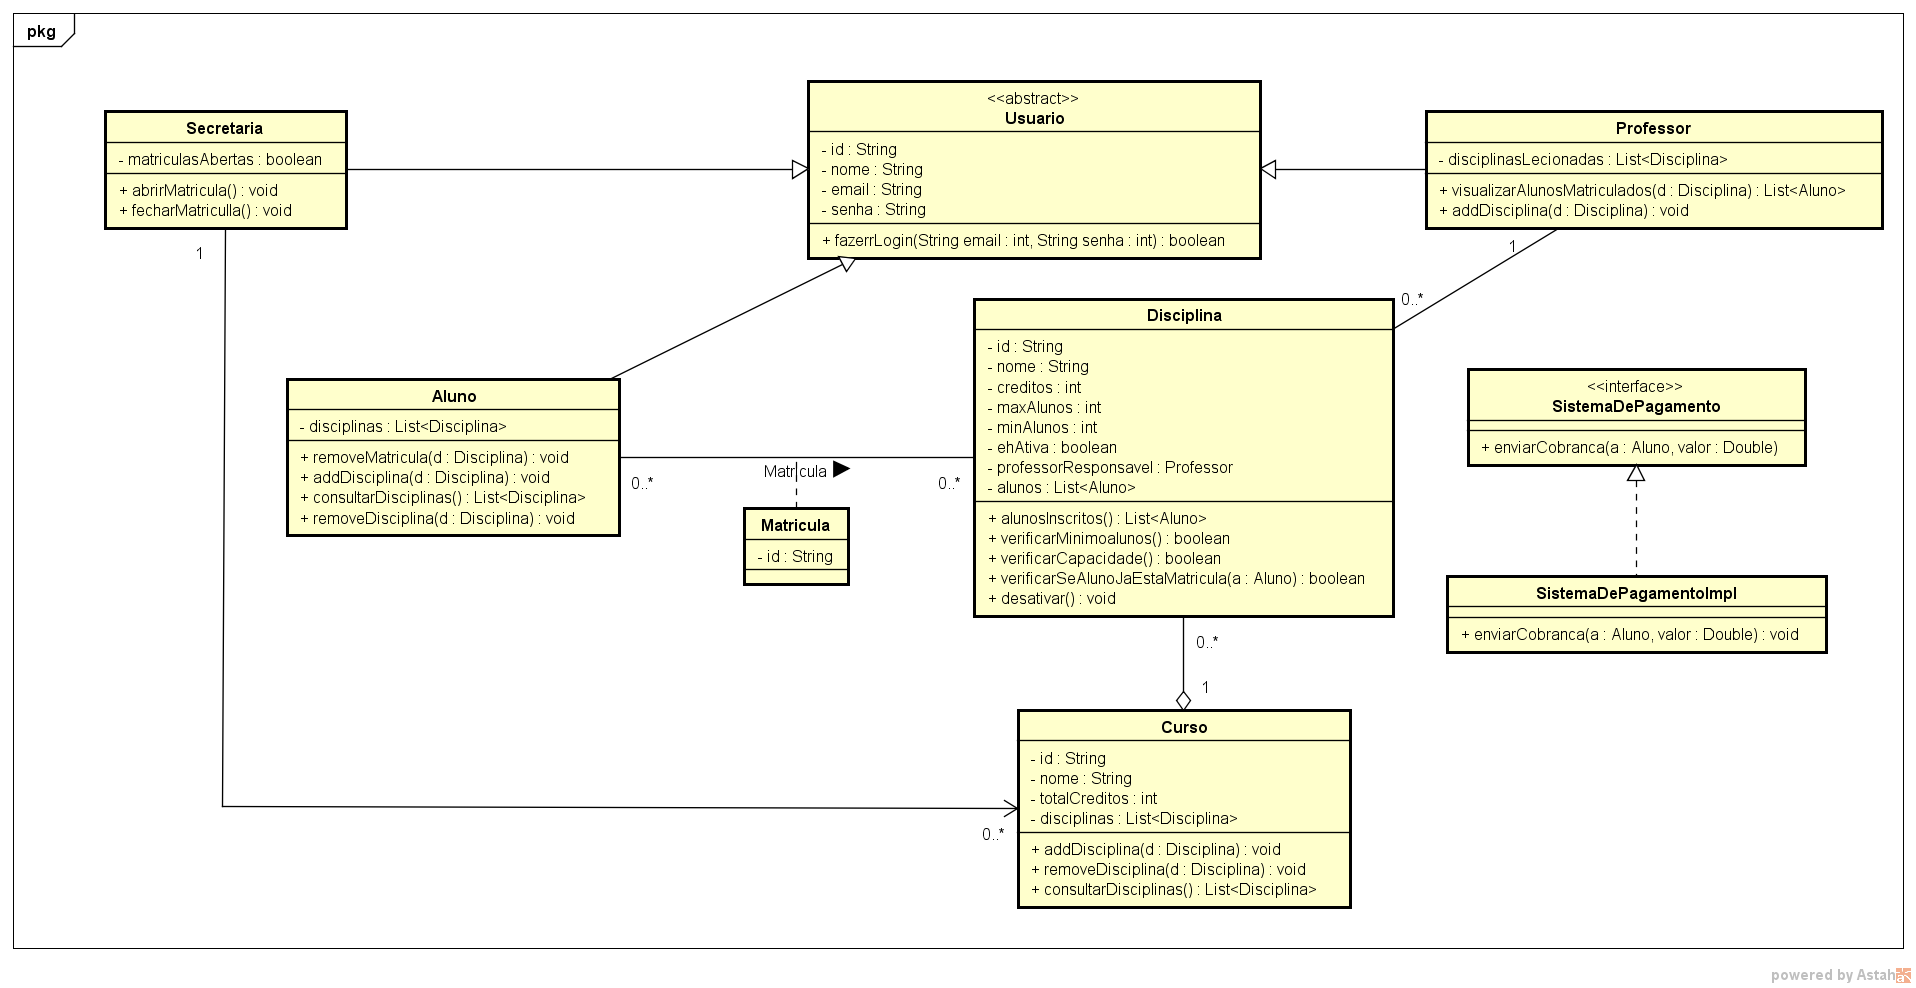 pkg
Secretaria
- matriculasAbertas : boolean
+ abrirMatricula() : void
+ fecharMatriculla() : void
1
<<abstract>>
Usuario
- id : String
- nome : String
- email : String
- senha : String
+ fazerrLogin(String email : int, String senha : int) : boolean
Professor
- disciplinasLecionadas : List<Disciplina>
+ visualizarAlunosMatriculados(d : Disciplina) : List<Aluno>
+ addDisciplina(d : Disciplina) : void
1
0..*
Aluno
- disciplinas : List<Disciplina>
+ removeMatricula(d : Disciplina) : void
+ addDisciplina(d : Disciplina) : void
+ consultarDisciplinas() : List<Disciplina>
+ removeDisciplina(d : Disciplina) : void
0..*
Matricula
0..*
Matricula
- id : String
Disciplina
- id : String
- nome : String
- creditos : int
- maxAlunos : int
- minAlunos : int
- ehAtiva : boolean
- professorResponsavel : Professor
- alunos : List<Aluno>
+ alunosInscritos() : List<Aluno>
+ verificarMinimoalunos() : boolean
+ verificarCapacidade() : boolean
+ verificarSeAlunoJaEstaMatricula(a : Aluno) : boolean
+ desativar() : void
<<interface>>
SistemaDePagamento
+ enviarCobranca(a : Aluno, valor : Double)
SistemaDePagamentoImpl
+ enviarCobranca(a : Aluno, valor : Double) : void
0..*
1
Curso
- id : String
- nome : String
- totalCreditos : int
- disciplinas : List<Disciplina>
+ addDisciplina(d : Disciplina) : void
+ removeDisciplina(d : Disciplina) : void
+ consultarDisciplinas() : List<Disciplina>
0..*
powered by Astah